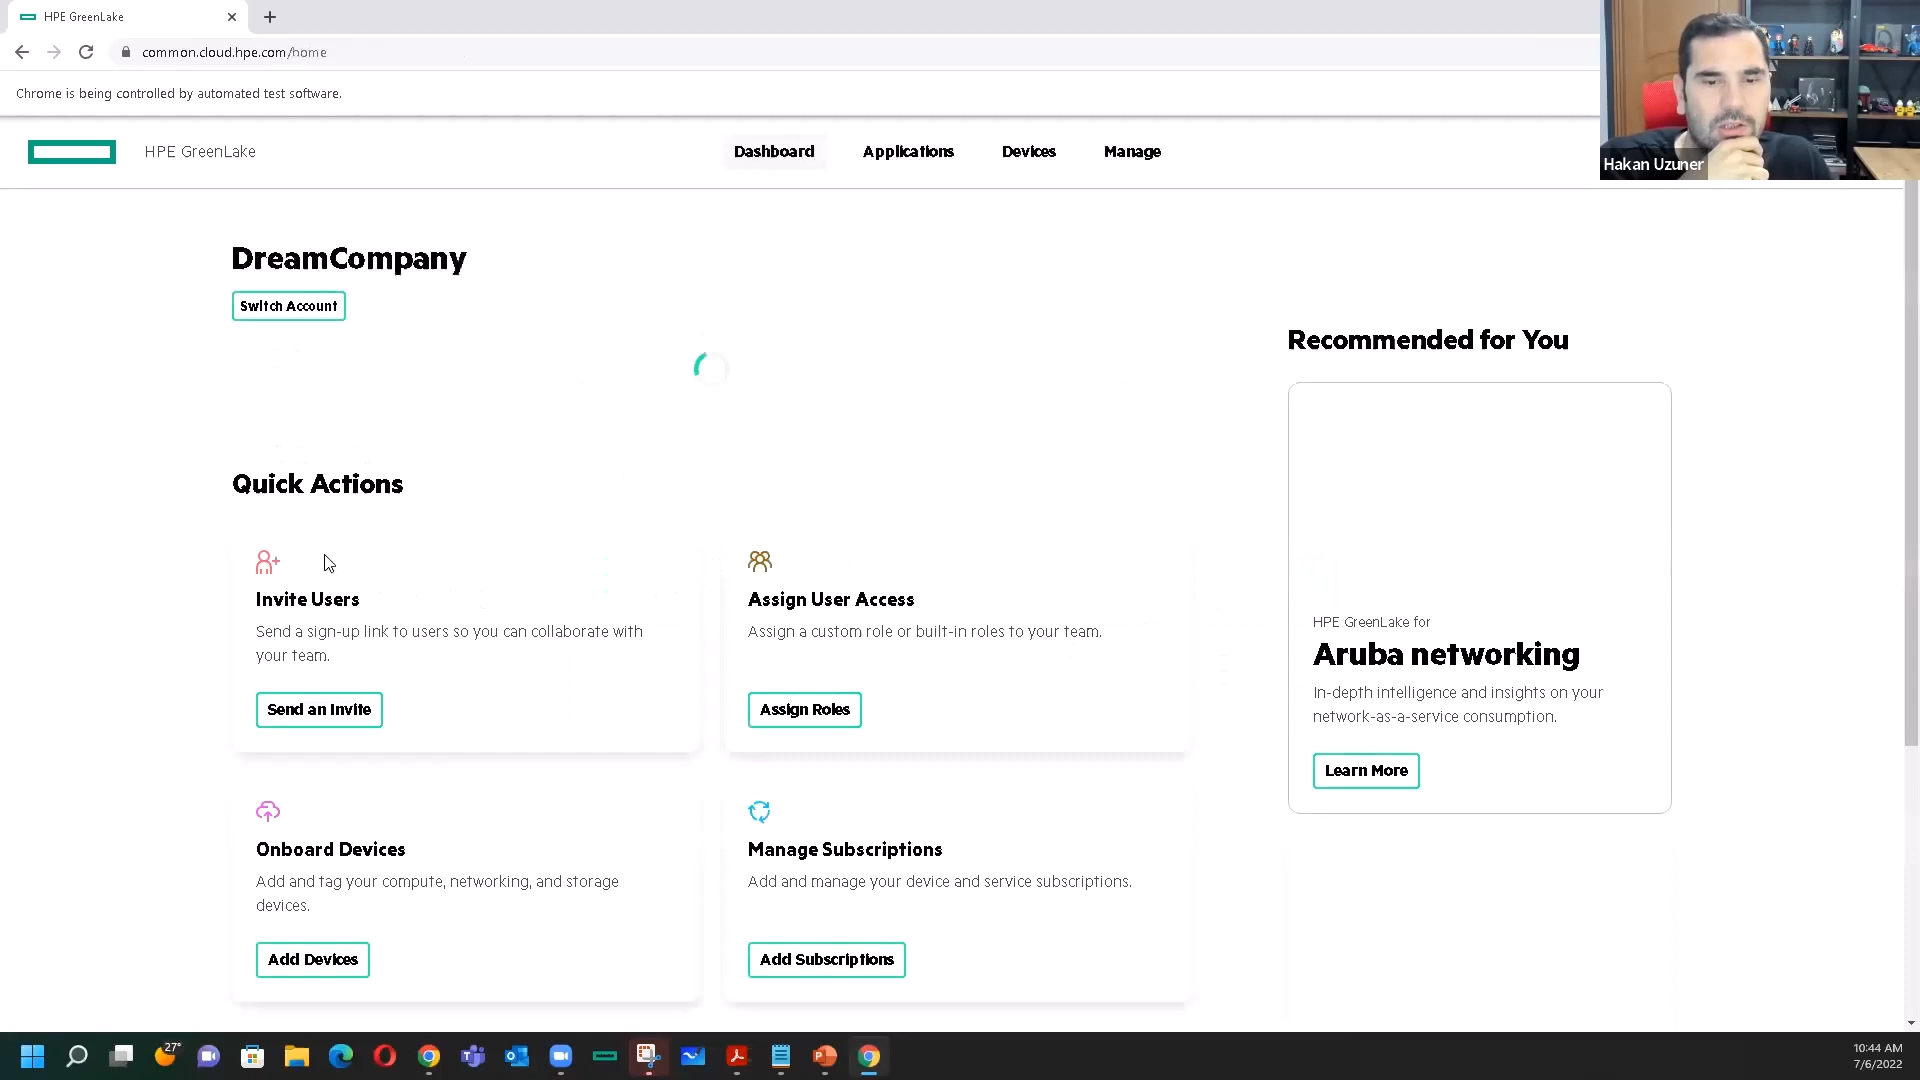 HPE GreenLake
common.cloud.hpe.com/home
Chrome is being controlled by automated test software.
HPE GreenLake
Dashboard
Applications
Devices
Manage
Hakan Uzuner
DreamCompany
Switch Account
Recommended for You
Quick Actions
Invite Users
Send a sign-up link to users so you can collaborate with
your team.
Send an Invite
Assign User Access
Assign a custom role or built-in roles to your team.
Assign Roles
HPE GreenLake for
Aruba networking
In-depth intelligence and insights on your
network-as-a-service consumption.
Learn More
Onboard Devices
Add and tag your compute, networking, and storage
devices.
Add Devices
Manage Subscriptions
Add and manage your device and service subscriptions.
Add Subscriptions
27°
10:44 AM
7/6/2022